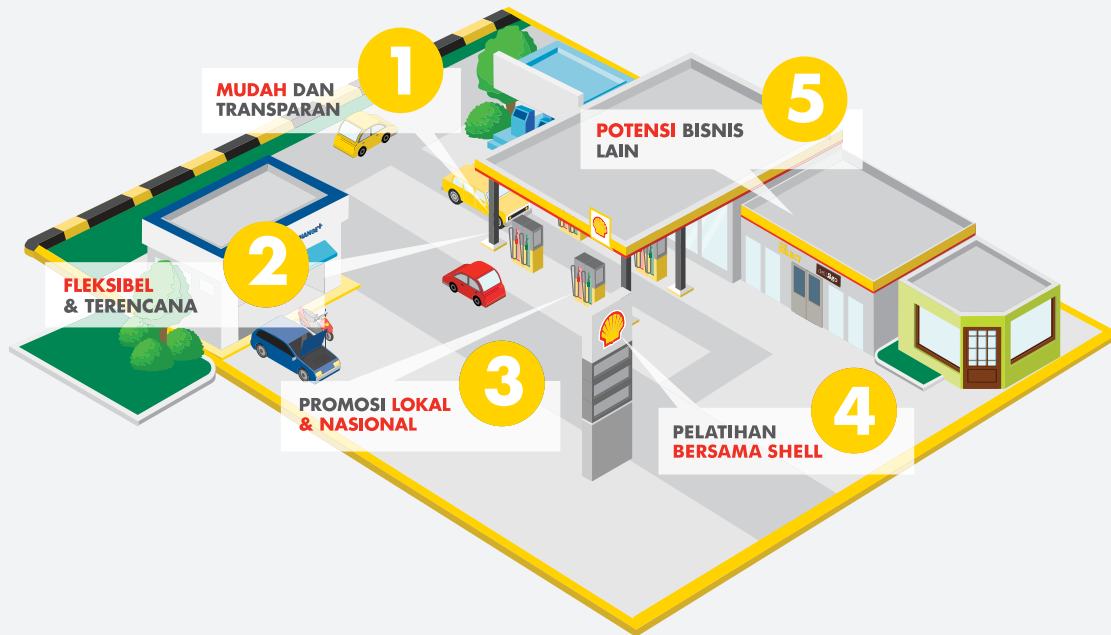 1
MUDAH DAN
TRANSPARAN
5
POTENSI BISNIS
LAIN
2
FLEKSIBEL
& TERENCANA
3
PROMOSI LOKAL
& NASIONAL
4
PELATIHAN
BERSAMA SHELL